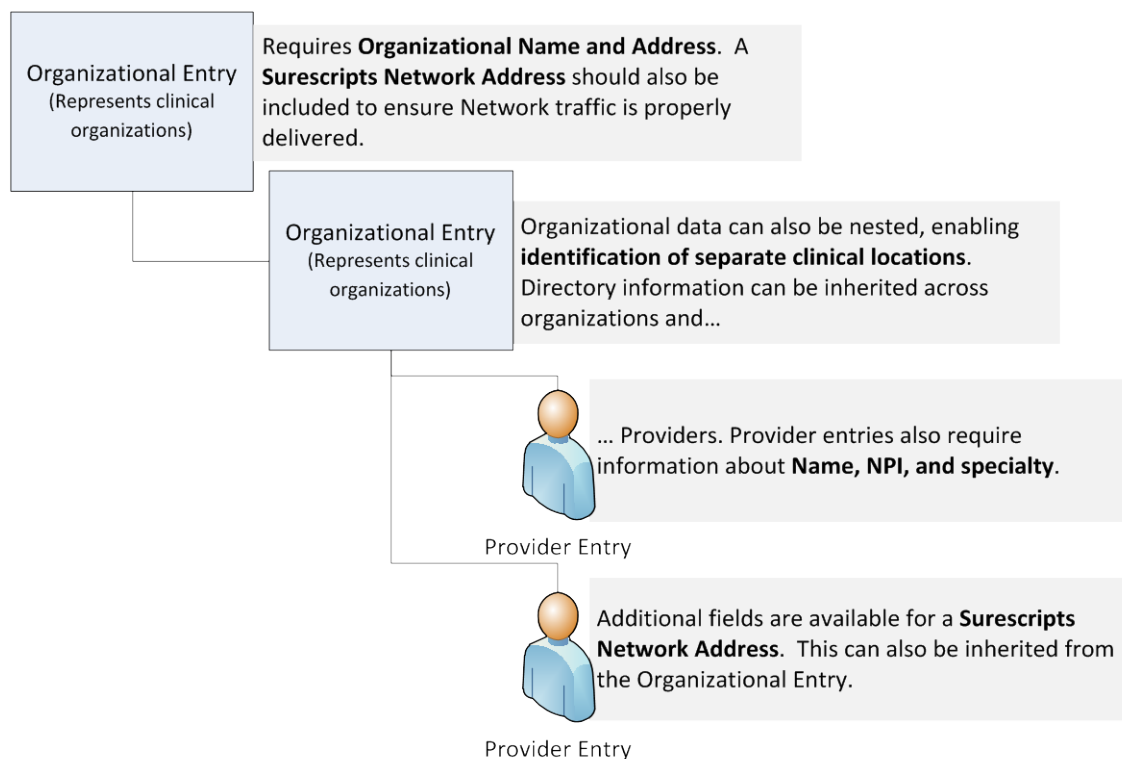 Organizational Entry
(Represents clinical
organizations)
Requires Organizational Name and Address.  A
Surescripts Network Address should also be
included to ensure Network traffic is properly
delivered.
Organizational Entry
(Represents clinical
organizations)
Organizational data can also be nested, enabling
identification of separate clinical locations.
Directory information can be inherited across
organizations and…
… Providers. Provider entries also require
information about Name, NPI, and specialty.
Provider Entry
Additional fields are available for a Surescripts
Network Address.  This can also be inherited from
the Organizational Entry.
Provider Entry